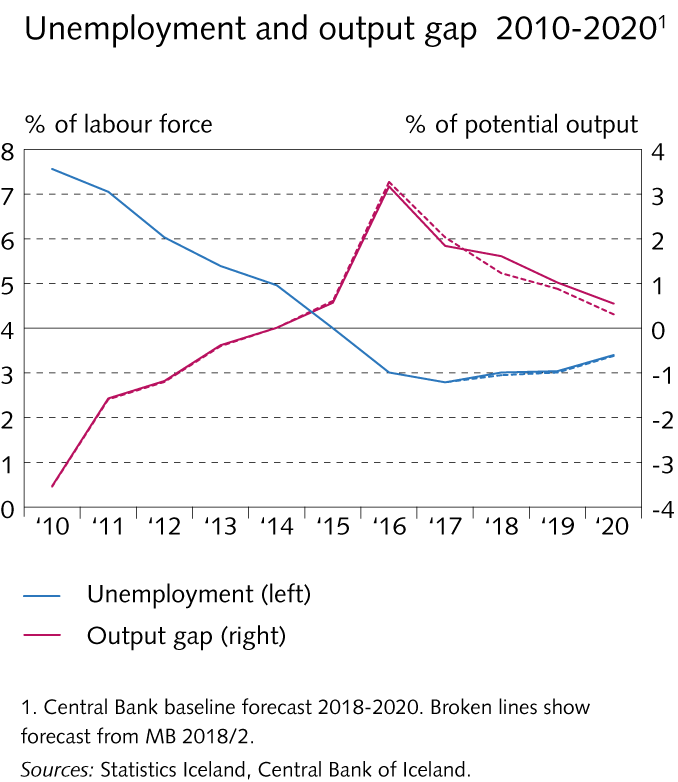 Unemployment and output gap 2010-2020¹
% of labour force
% of potential output
8
7
6
5
4
3
2
1
0
4
3
2
1
0
-1
-2
-3
-4
‘10 ‘11 ‘12 ‘13 ‘14 ‘15 ‘16 ‘17 ‘18 ‘19 ‘20
Unemployment (left)
Output gap (right)
1. Central Bank baseline forecast 2018-2020. Broken lines show
forecast from MB 2018/2.
Sources: Statistics Iceland, Central Bank of Iceland.